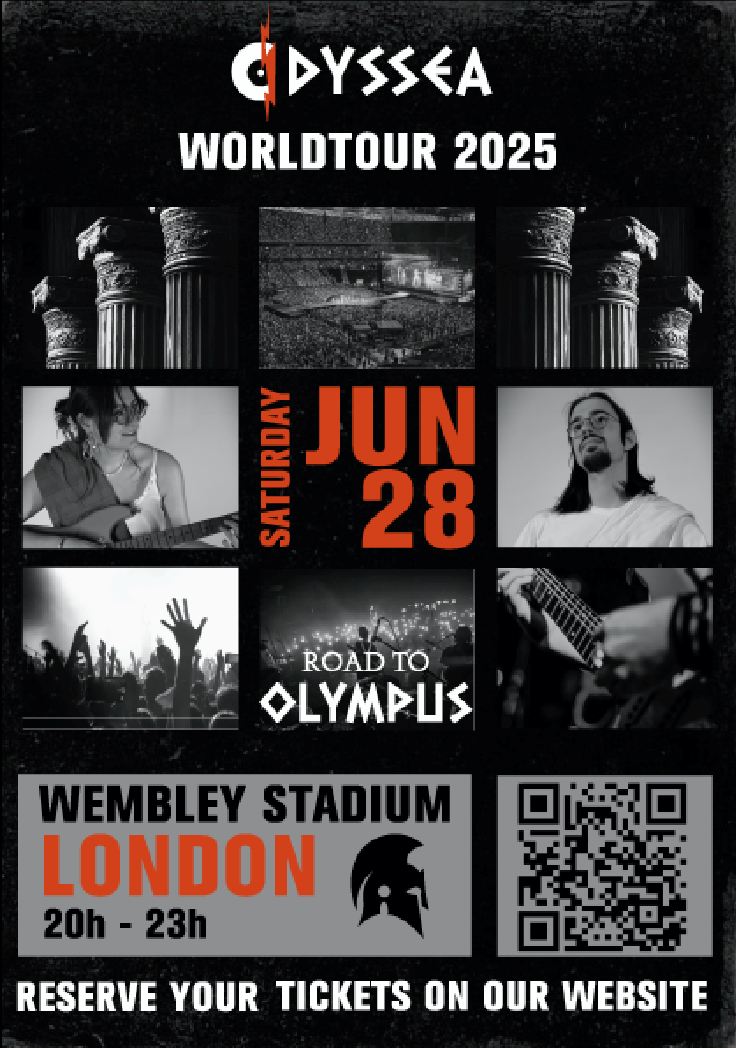 ODYSSEA
WORLDTOUR 2025
SATURDAY
JUN
28
ROAD TO
OLYMPUS
WEMBLEY STADIUM
LONDON
20h - 23h
RESERVE YOUR TICKETS ON OUR WEBSITE